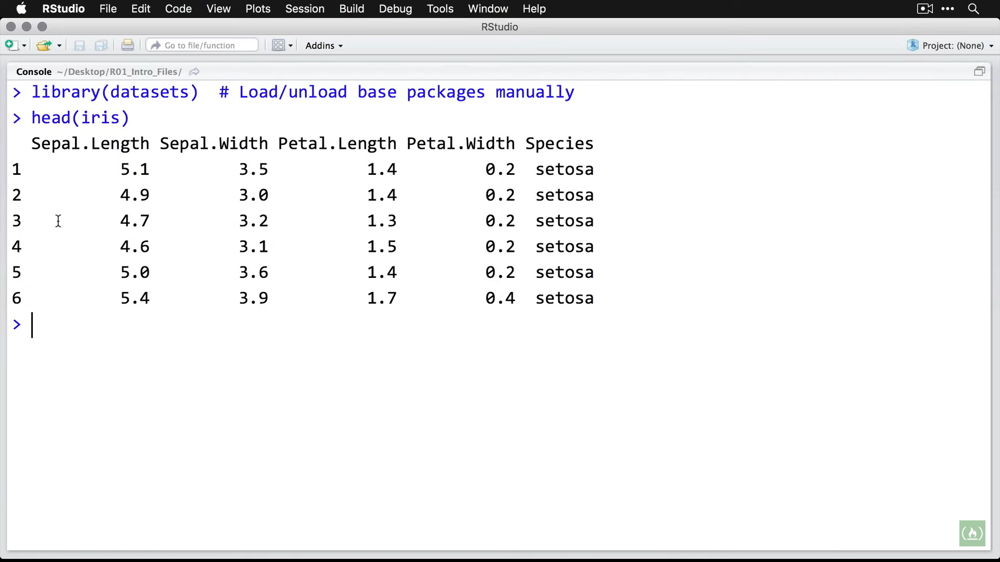 RStudio File Edit Code View Plots Session Build Debug Tools Window Help
RStudio
Go to file/function Addins Project: (None)
Console ~/Desktop/R01_Intro_Files/
> library(datasets)  # Load/unload base packages manually
> head(iris)
Sepal.Length Sepal.Width Petal.Length Petal.Width Species
1 5.1 3.5 1.4 0.2 setosa
2 4.9 3.0 1.4 0.2 setosa
3 4.7 3.2 1.3 0.2 setosa
4 4.6 3.1 1.5 0.2 setosa
5 5.0 3.6 1.4 0.2 setosa
6 5.4 3.9 1.7 0.4 setosa
>